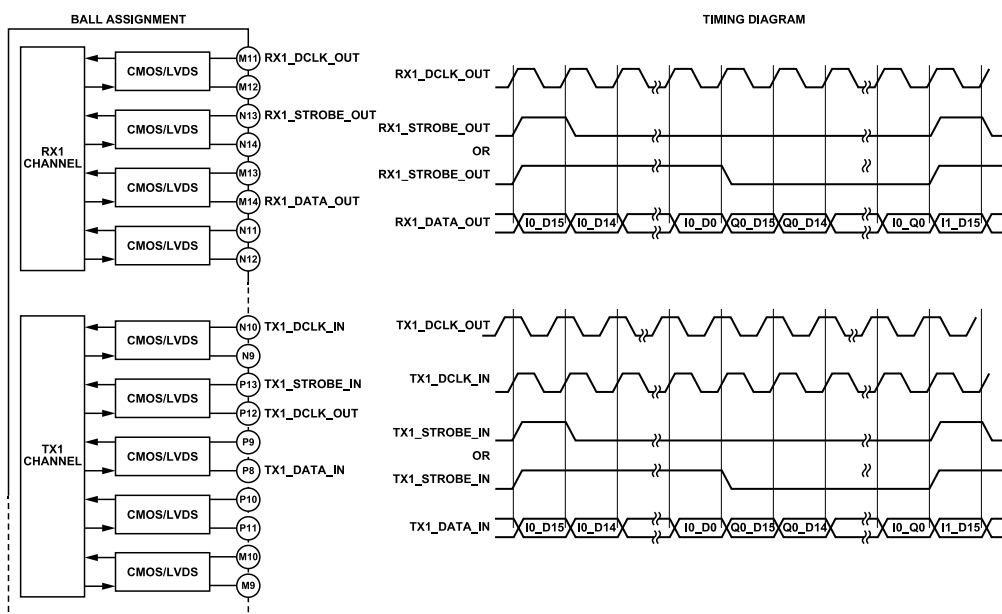 BALL ASSIGNMENT
RX1
CHANNEL
CMOS/LVDS
M11 RX1_DCLK_OUT
M12
CMOS/LVDS
N13 RX1_STROBE_OUT
N14
CMOS/LVDS
M13
M14 RX1_DATA_OUT
CMOS/LVDS
N11
N12
TX1
CHANNEL
CMOS/LVDS
N10 TX1_DCLK_IN
N9
CMOS/LVDS
P13 TX1_STROBE_IN
P12 TX1_DCLK_OUT
CMOS/LVDS
P9
P8 TX1_DATA_IN
CMOS/LVDS
P10
P11
CMOS/LVDS
M10
M9
TIMING DIAGRAM
RX1_DCLK_OUT
RX1_STROBE_OUT
OR
RX1_STROBE_OUT
RX1_DATA_OUT I0_D15 I0_D14 I0_D0 Q0_D15 Q0_D14 I0_Q0 I1_D15
TX1_DCLK_OUT
TX1_DCLK_IN
TX1_STROBE_IN
OR
TX1_STROBE_IN
TX1_DATA_IN I0_D15 I0_D14 I0_D0 Q0_D15 Q0_D14 I0_Q0 I1_D15